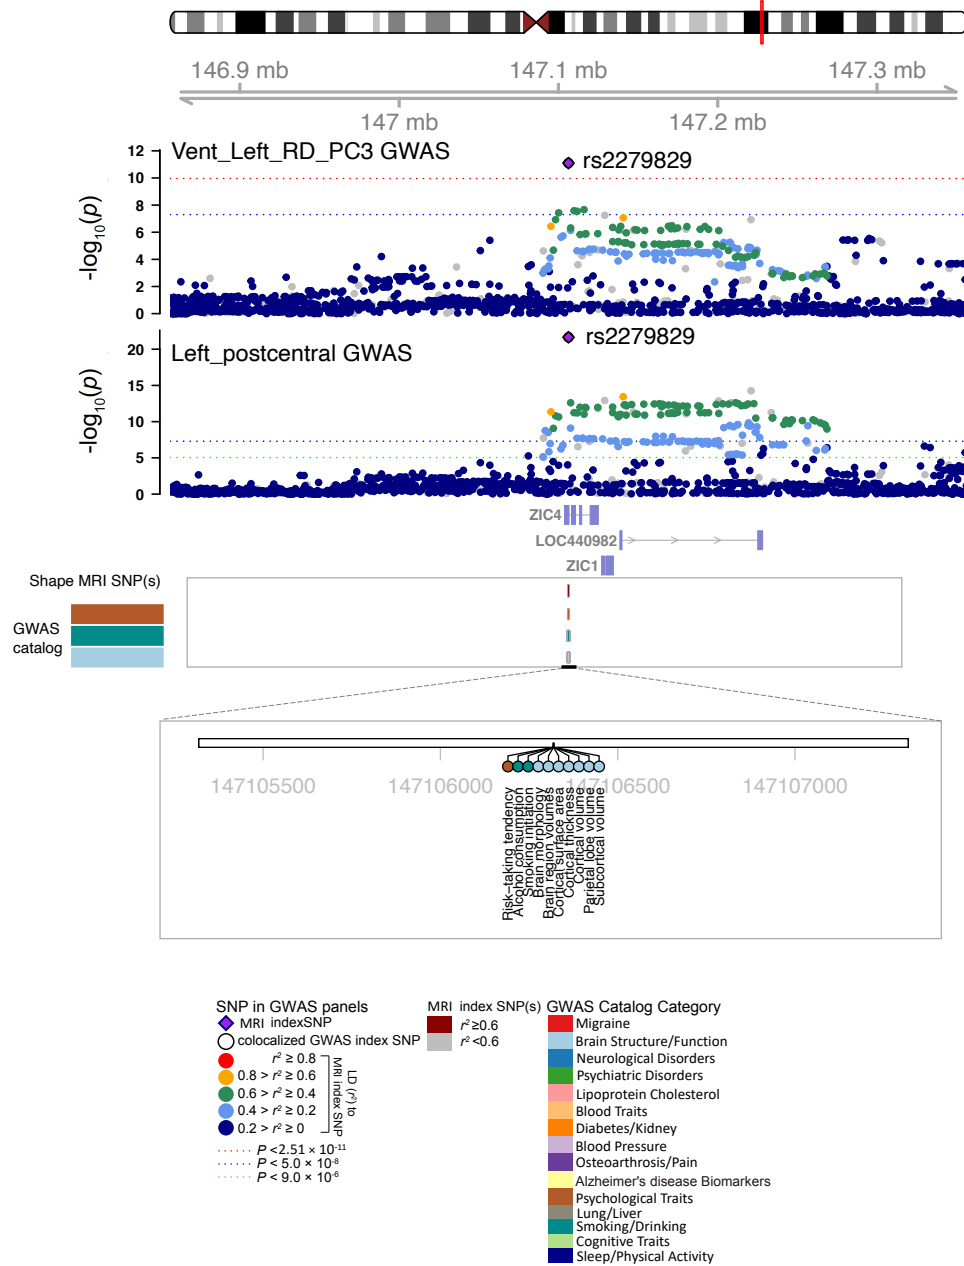 146.9 mb
147.1 mb
147.3 mb
147 mb
147.2 mb
Vent_Left_RD_PC3 GWAS
rs2279829
12
10
8
6
4
2
0
-log10(p)
Left_postcentral GWAS
rs2279829
20
15
10
5
0
-log10(p)
ZIC4
LOC440982
ZIC1
Shape MRI SNP(s)
GWAS
catalog
147105500
147106000
147106500
147107000
Risk−taking tendency
Alcohol consumption
Smoking initiation
Brain morphology
Brain region volumes
Cortical surface area
Cortical thickness
Cortical volume
Parietal lobe volume
Subcortical volume
SNP in GWAS panels
MRI indexSNP
colocalized GWAS index SNP
r² ≥ 0.8
0.8 > r² ≥ 0.6
0.6 > r² ≥ 0.4
0.4 > r² ≥ 0.2
0.2 > r² ≥ 0
LD (r²) to
MRI index SNP
P <2.51 × 10⁻¹¹
P < 5.0 × 10⁻⁸
P < 9.0 × 10⁻⁶
MRI index SNP(s)
r² ≥0.6
r² <0.6
GWAS Catalog Category
Migraine
Brain Structure/Function
Neurological Disorders
Psychiatric Disorders
Lipoprotein Cholesterol
Blood Traits
Diabetes/Kidney
Blood Pressure
Osteoarthrosis/Pain
Alzheimer's disease Biomarkers
Psychological Traits
Lung/Liver
Smoking/Drinking
Cognitive Traits
Sleep/Physical Activity